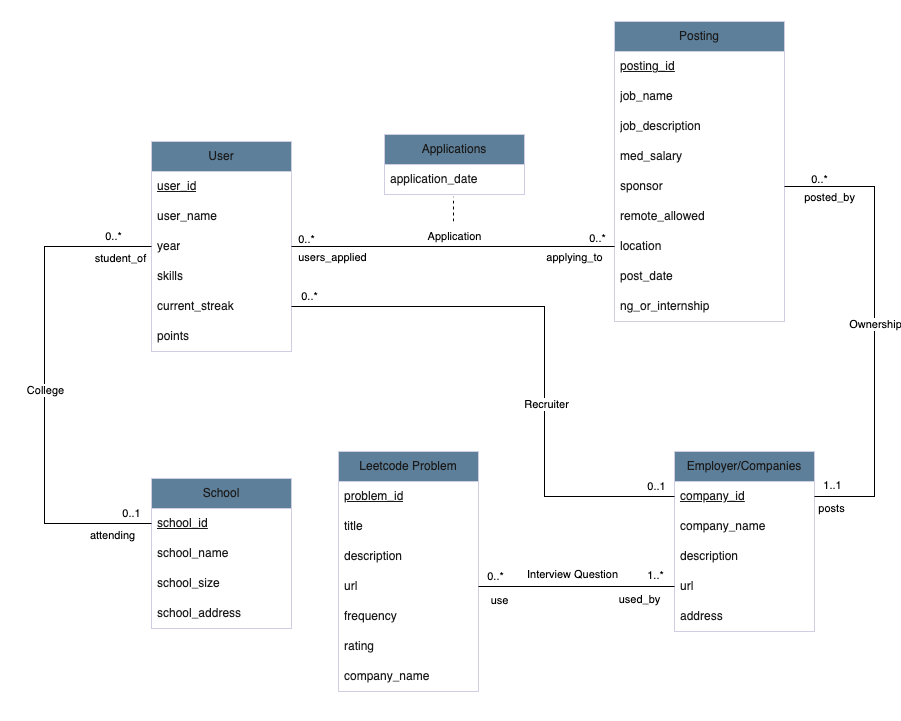 Posting
posting_id
job_name
job_description
med_salary
sponsor
remote_allowed
location
post_date
ng_or_internship
Applications
application_date
User
user_id
user_name
year
skills
current_streak
points
0..*
student_of
0..*
users_applied
Application
0..*
applying_to
0..*
posted_by
Ownership
0..*
College
Recruiter
School
school_id
school_name
school_size
school_address
0..1
attending
Leetcode Problem
problem_id
title
description
url
frequency
rating
company_name
Employer/Companies
company_id
company_name
description
url
address
0..1
1..1
posts
0..*
use
Interview Question
1..*
used_by